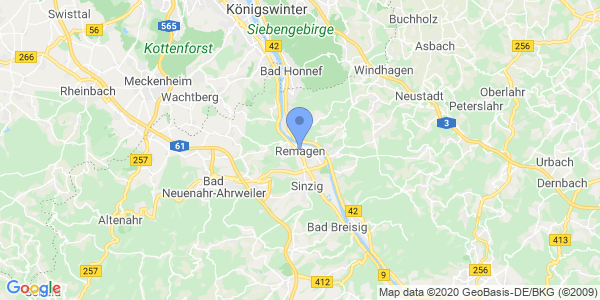 Swisttal
Königswinter
Buchholz
56
565
Siebengebirge
42
Asbach
256
266
Kottenforst
Bad Honnef
Windhagen
Meckenheim
Rheinbach
Wachtberg
Neustadt
Oberlahr
Peterslahr
3
61
Remagen
257
Urbach
Bad
Neuenahr-Ahrweiler
Sinzig
Dernbach
Altenahr
42
Bad Breisig
413
257
412
9
256
Google
Map data ©2020 GeoBasis-DE/BKG (©2009)